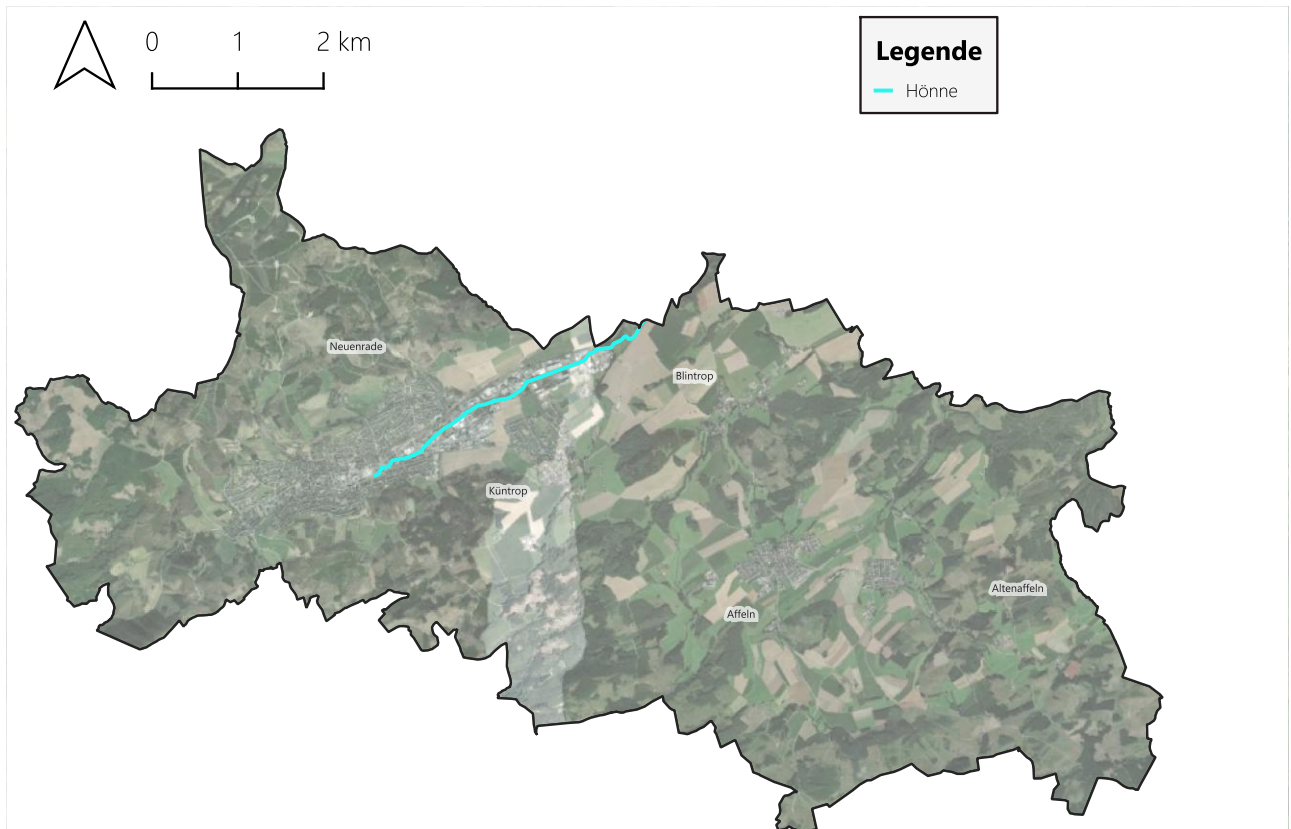 0 1 2 km
Legende
Hönne
Neuenrade
Blintrop
Küntrop
Altenaffeln
Affeln